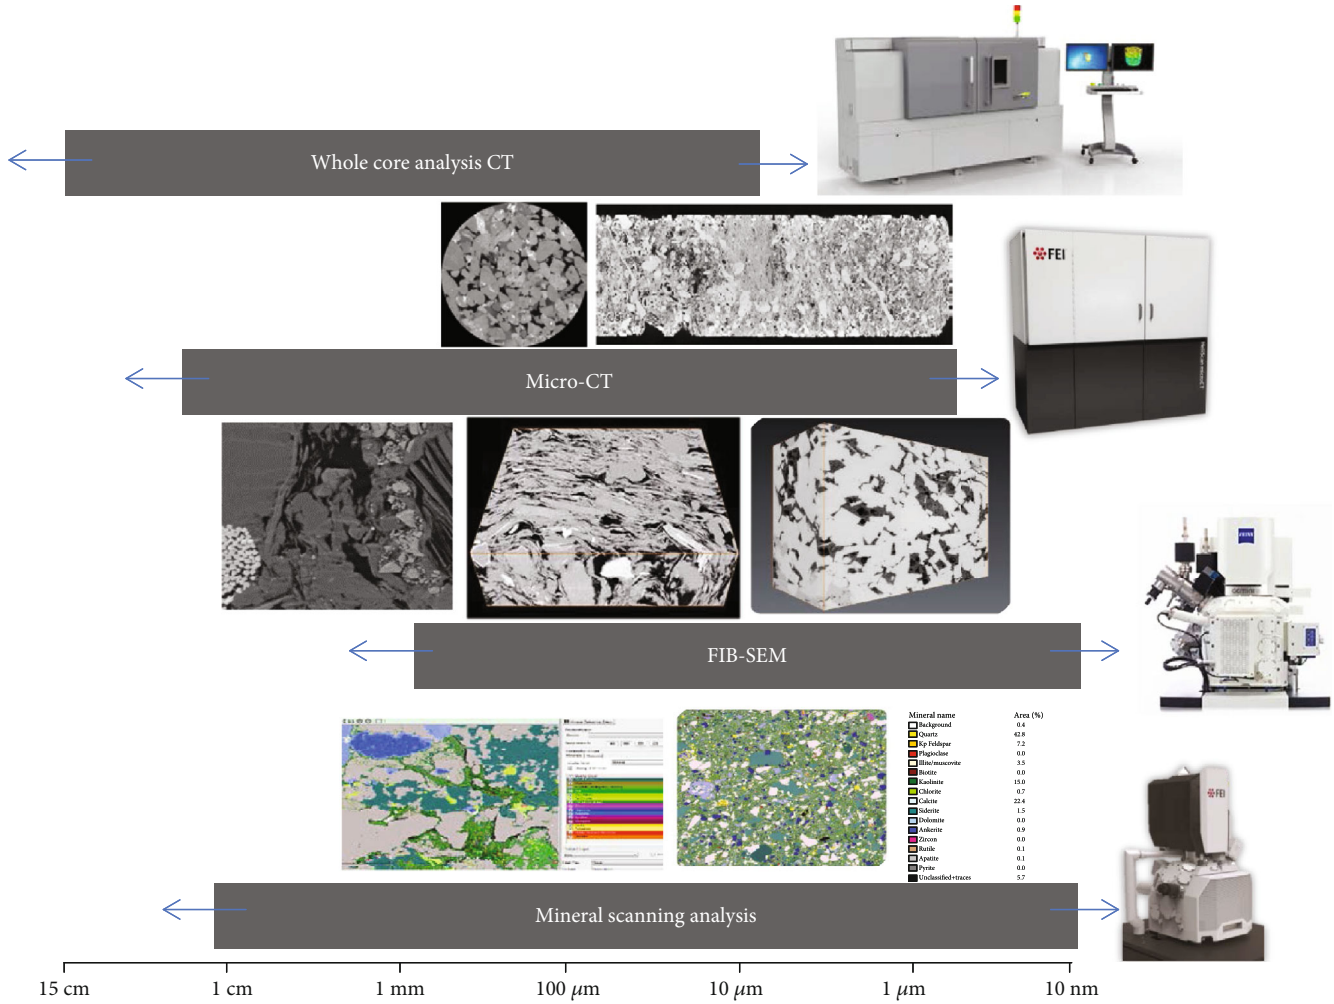 Whole core analysis CT
FEI
Micro-CT
ZEISS
FIB-SEM
Mineral name Area (%)
Background 0.4
Quartz 42.8
Kp Feldspar 7.2
Plagioclase 0.0
Illite/muscovite 3.5
Biotite 0.0
Kaolinite 15.0
Chlorite 0.7
Calcite 22.4
Siderite 1.5
Dolomite 0.0
Ankerite 0.9
Zircon 0.0
Rutile 0.1
Apatite 0.1
Pyrite 0.0
Unclassified+traces 5.7
FEI
Mineral scanning analysis
15 cm 1 cm 1 mm 100 μm 10 μm 1 μm 10 nm